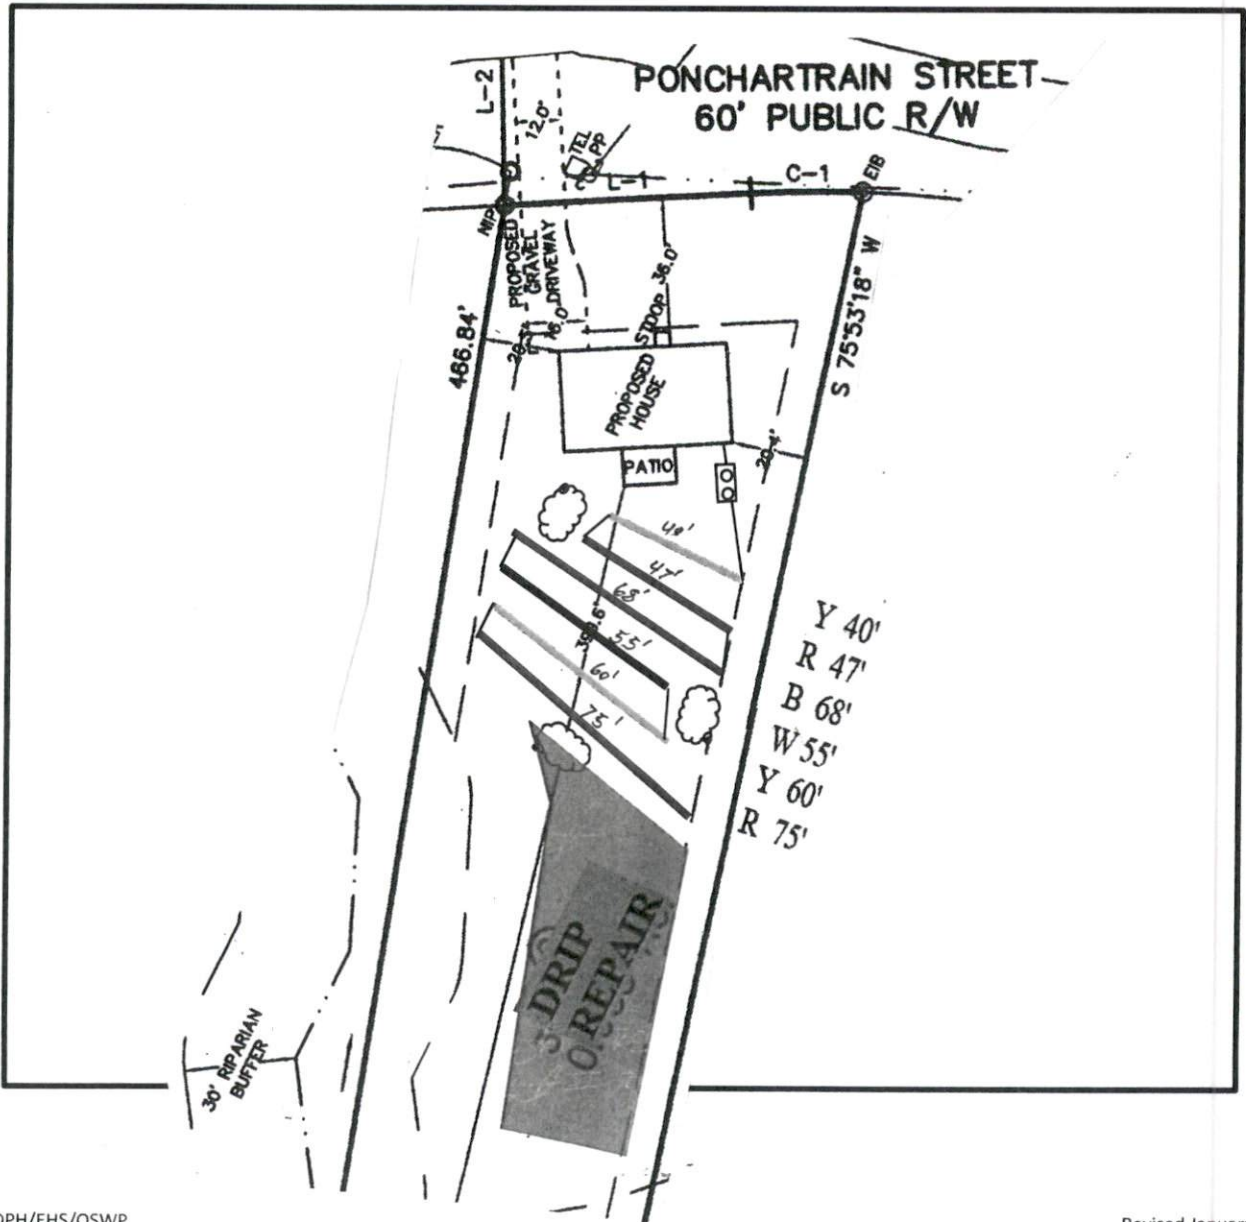 PONCHARTRAIN STREET
60' PUBLIC R/W
L-2
12.0'
TEL
PP
L-1
C-1
EIB
NIP
PROPOSED
GRAVEL
DRIVEWAY
16.0'
36.0'
STOOP
466.84'
S 75°53'18" W
PROPOSED
HOUSE
20.4'
PATIO
40'
47'
68'
55'
60'
75'
Y 40'
R 47'
B 68'
W 55'
Y 60'
R 75'
DRIP
REPAIR
30' RIPARIAN
BUFFER